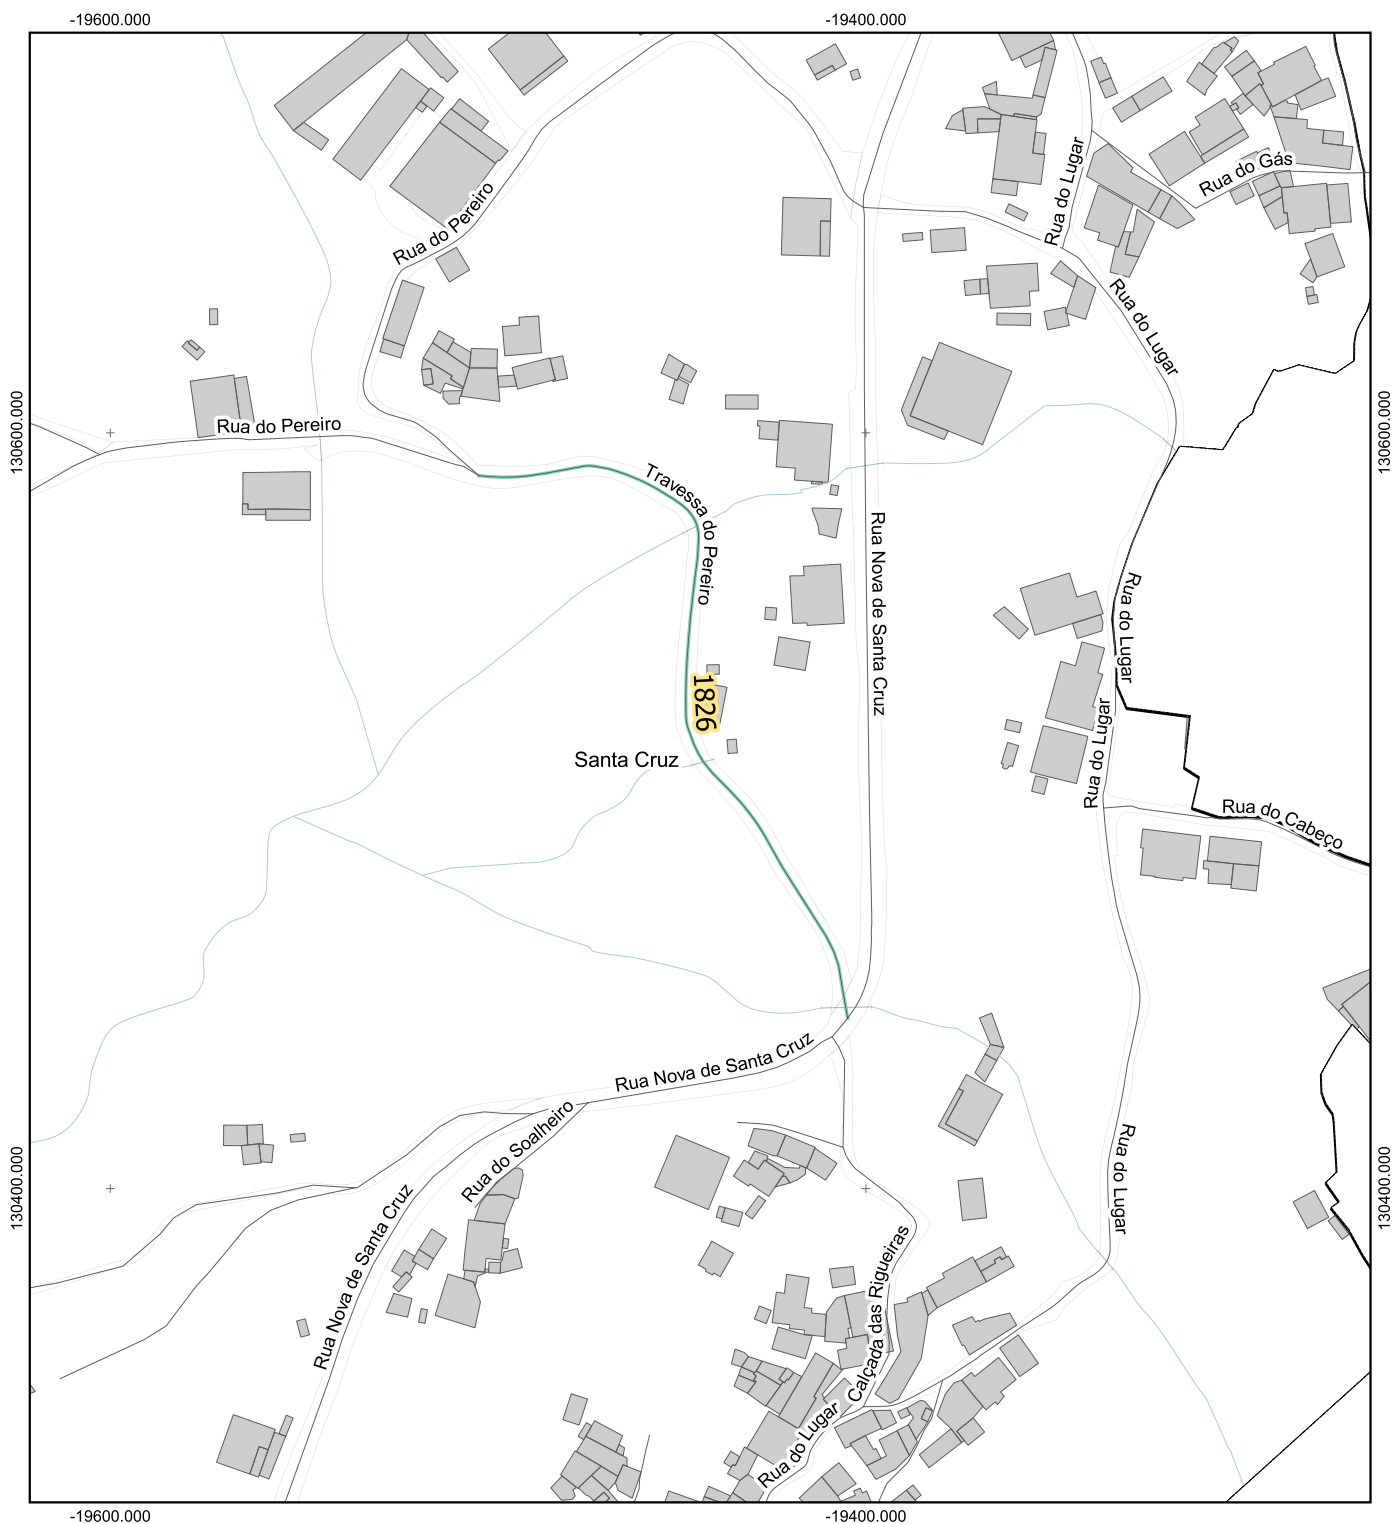 -19600.000
-19400.000
Rua do Lugar
Rua do Gás
Rua do Pereiro
Rua do Lugar
130600.000
130600.000
Rua do Pereiro
Travessa do Pereiro
Rua Nova de Santa Cruz
Rua do Lugar
1826
Santa Cruz
Rua do Lugar
Rua do Cabeço
Rua Nova de Santa Cruz
Rua do Soalheiro
Rua do Lugar
130400.000
130400.000
Rua Nova de Santa Cruz
Calçada das Rigueiras
Rua do Lugar
-19600.000
-19400.000